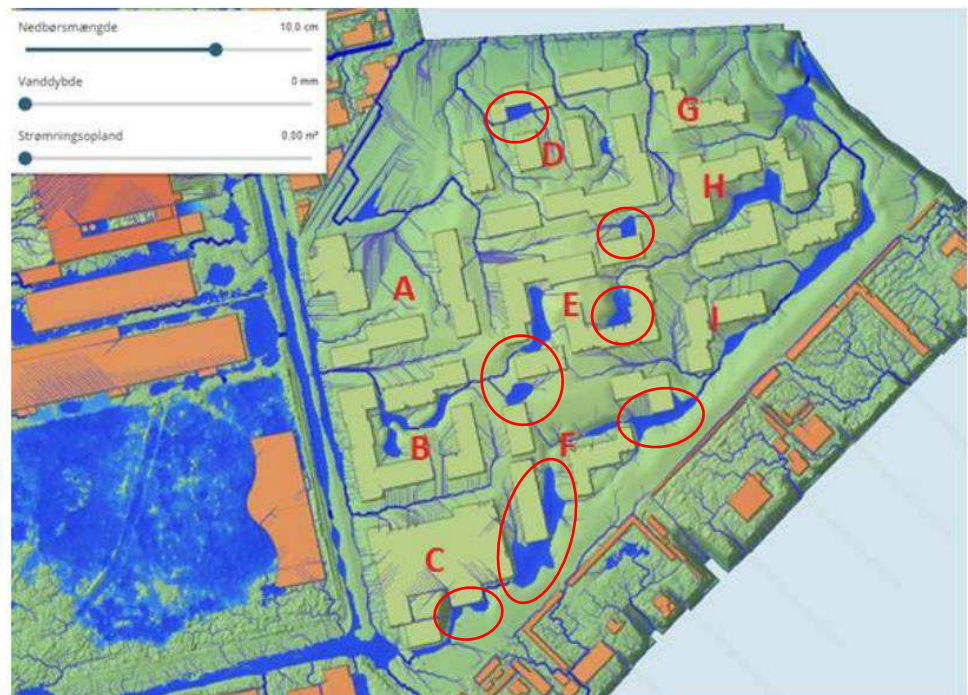 Nedbørsmængde 10,0 cm
Vanddybde 0 mm
Strømningsopland 0.00 m²
G
D
H
A
E
I
B
F
C